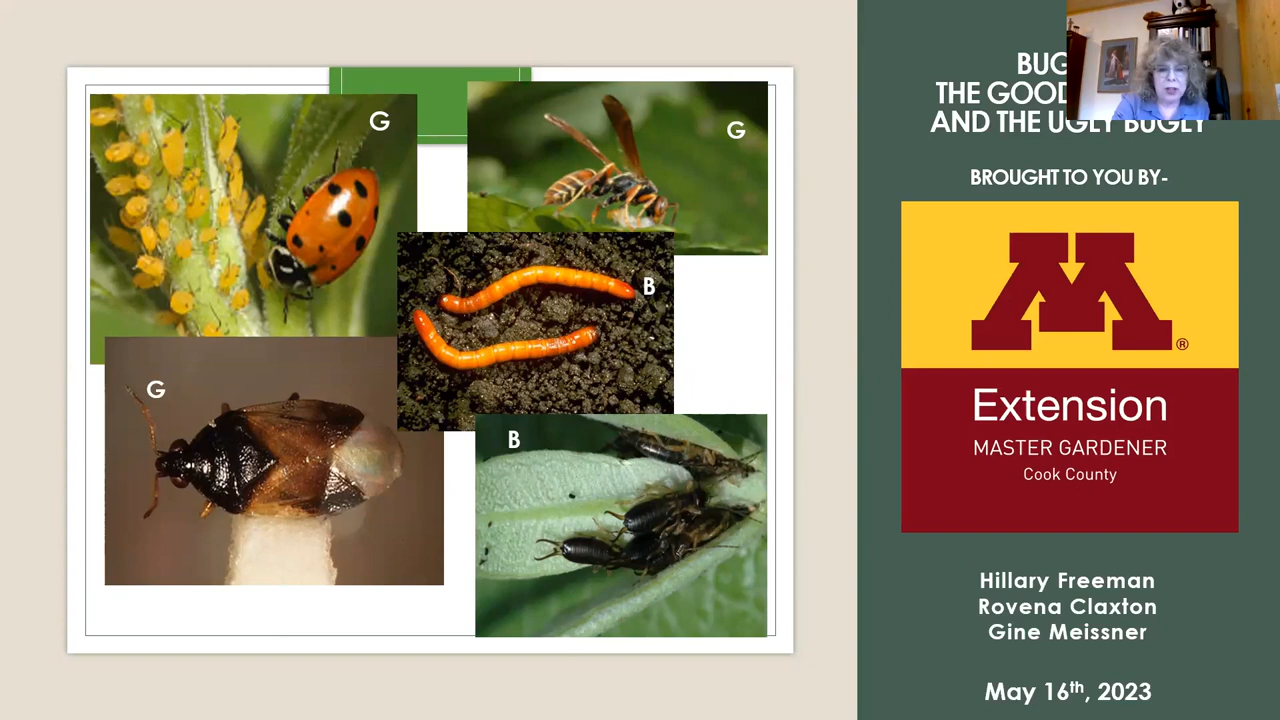 G
G
B
G
B
BUG
THE GOOD
AND THE UGLY BUGLY
BROUGHT TO YOU BY-
M®
Extension
MASTER GARDENER
Cook County
Hillary Freeman
Rovena Claxton
Gine Meissner
May 16th, 2023